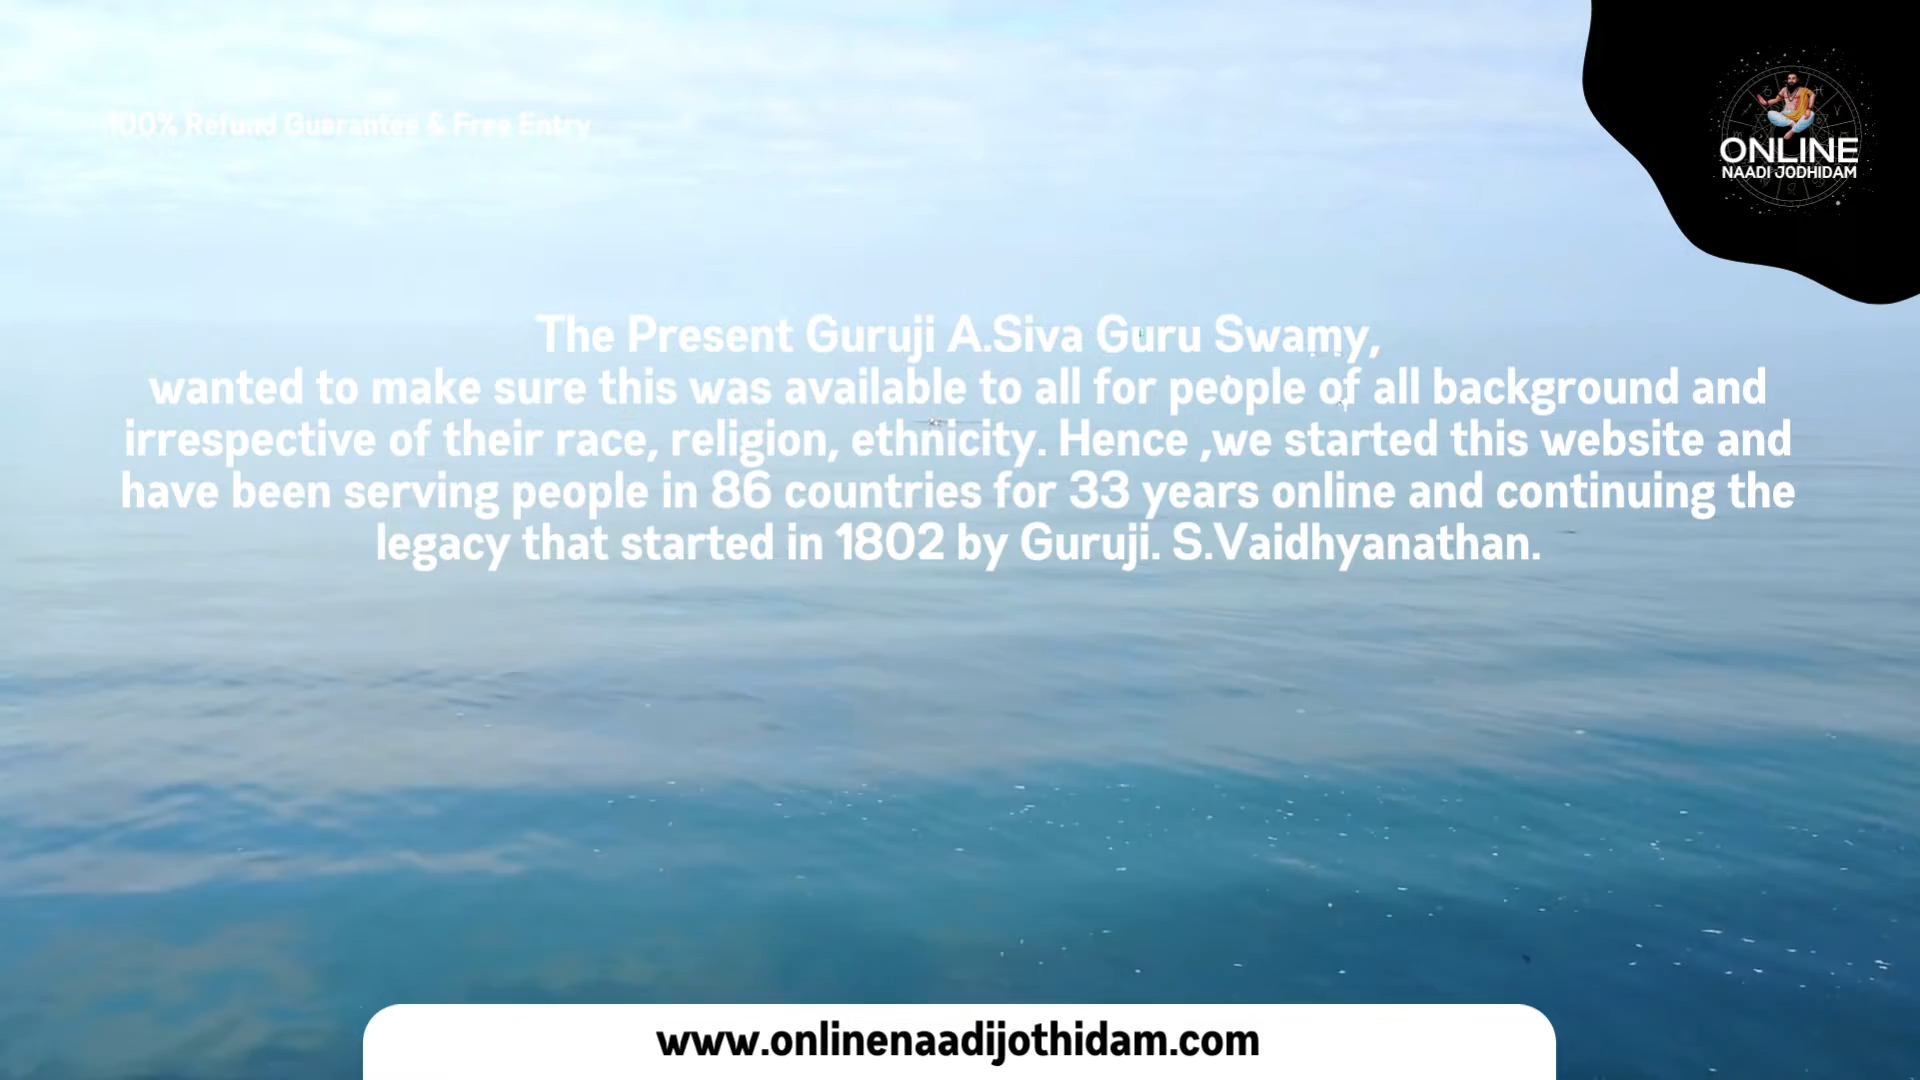 100% Refund Guarantee & Free Entry
ONLINE
NAADI JODHIDAM
The Present Guruji A.Siva Guru Swamy,
wanted to make sure this was available to all for people of all background and
irrespective of their race, religion, ethnicity. Hence ,we started this website and
have been serving people in 86 countries for 33 years online and continuing the
legacy that started in 1802 by Guruji. S.Vaidhyanathan.
www.onlinenaadijothidam.com